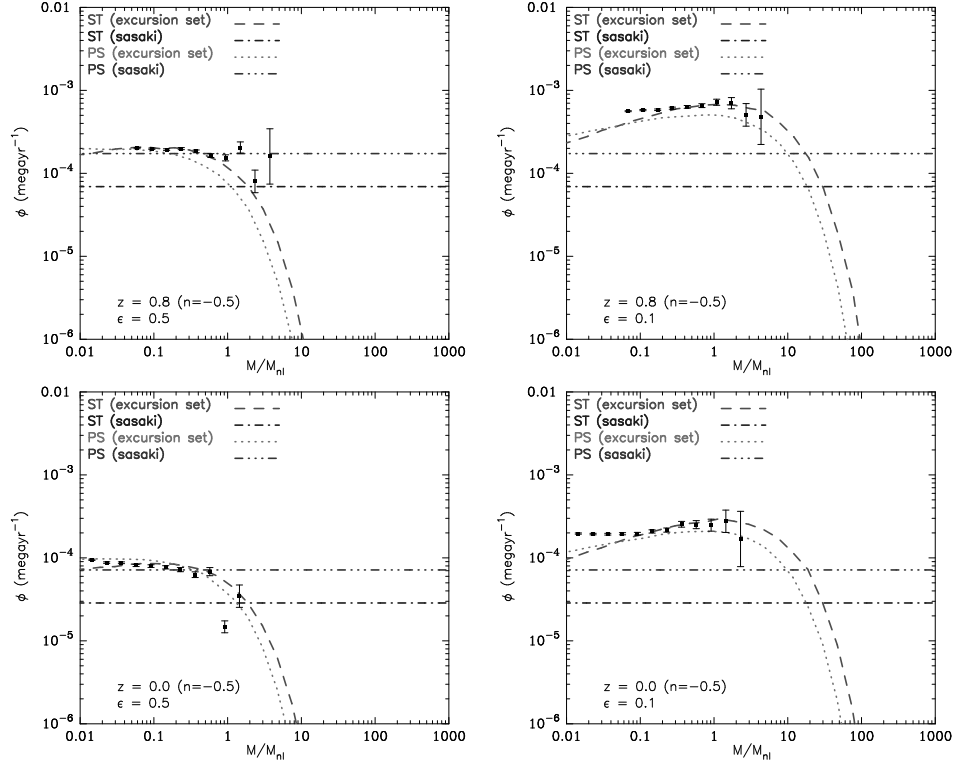 0.01
10⁻³
10⁻⁴
10⁻⁵
10⁻⁶
ϕ (megayr⁻¹)
ST (excursion set)
ST (sasaki)
PS (excursion set)
PS (sasaki)
z = 0.8 (n=−0.5)
ϵ = 0.5
0.01 0.1 1 10 100 1000
M/Mₙₗ
0.01
10⁻³
10⁻⁴
10⁻⁵
10⁻⁶
ϕ (megayr⁻¹)
ST (excursion set)
ST (sasaki)
PS (excursion set)
PS (sasaki)
z = 0.8 (n=−0.5)
ϵ = 0.1
0.01 0.1 1 10 100 1000
M/Mₙₗ
0.01
10⁻³
10⁻⁴
10⁻⁵
10⁻⁶
ϕ (megayr⁻¹)
ST (excursion set)
ST (sasaki)
PS (excursion set)
PS (sasaki)
z = 0.0 (n=−0.5)
ϵ = 0.5
0.01 0.1 1 10 100 1000
M/Mₙₗ
0.01
10⁻³
10⁻⁴
10⁻⁵
10⁻⁶
ϕ (megayr⁻¹)
ST (excursion set)
ST (sasaki)
PS (excursion set)
PS (sasaki)
z = 0.0 (n=−0.5)
ϵ = 0.1
0.01 0.1 1 10 100 1000
M/Mₙₗ